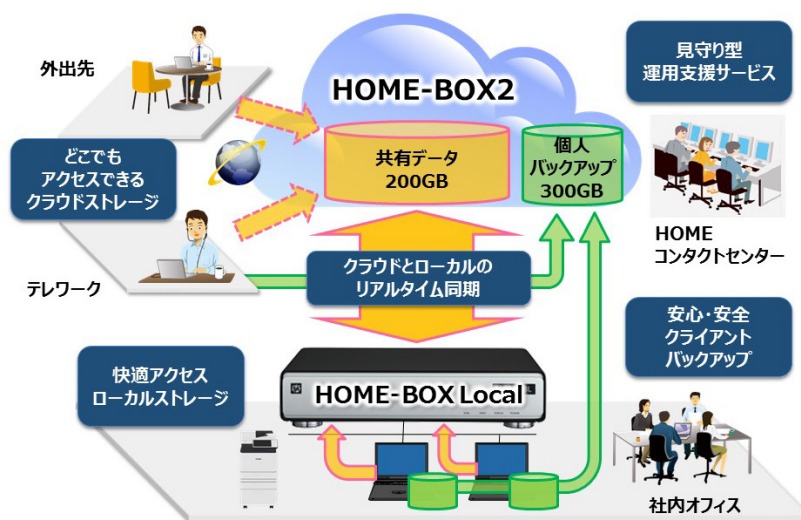 外出先
HOME-BOX2
見守り型
運用支援サービス
どこでも
アクセスできる
クラウドストレージ
共有データ
200GB
個人
バックアップ
300GB
HOME
コンタクトセンター
テレワーク
クラウドとローカルの
リアルタイム同期
安心・安全
クライアント
バックアップ
快適アクセス
ローカルストレージ
HOME-BOX Local
社内オフィス